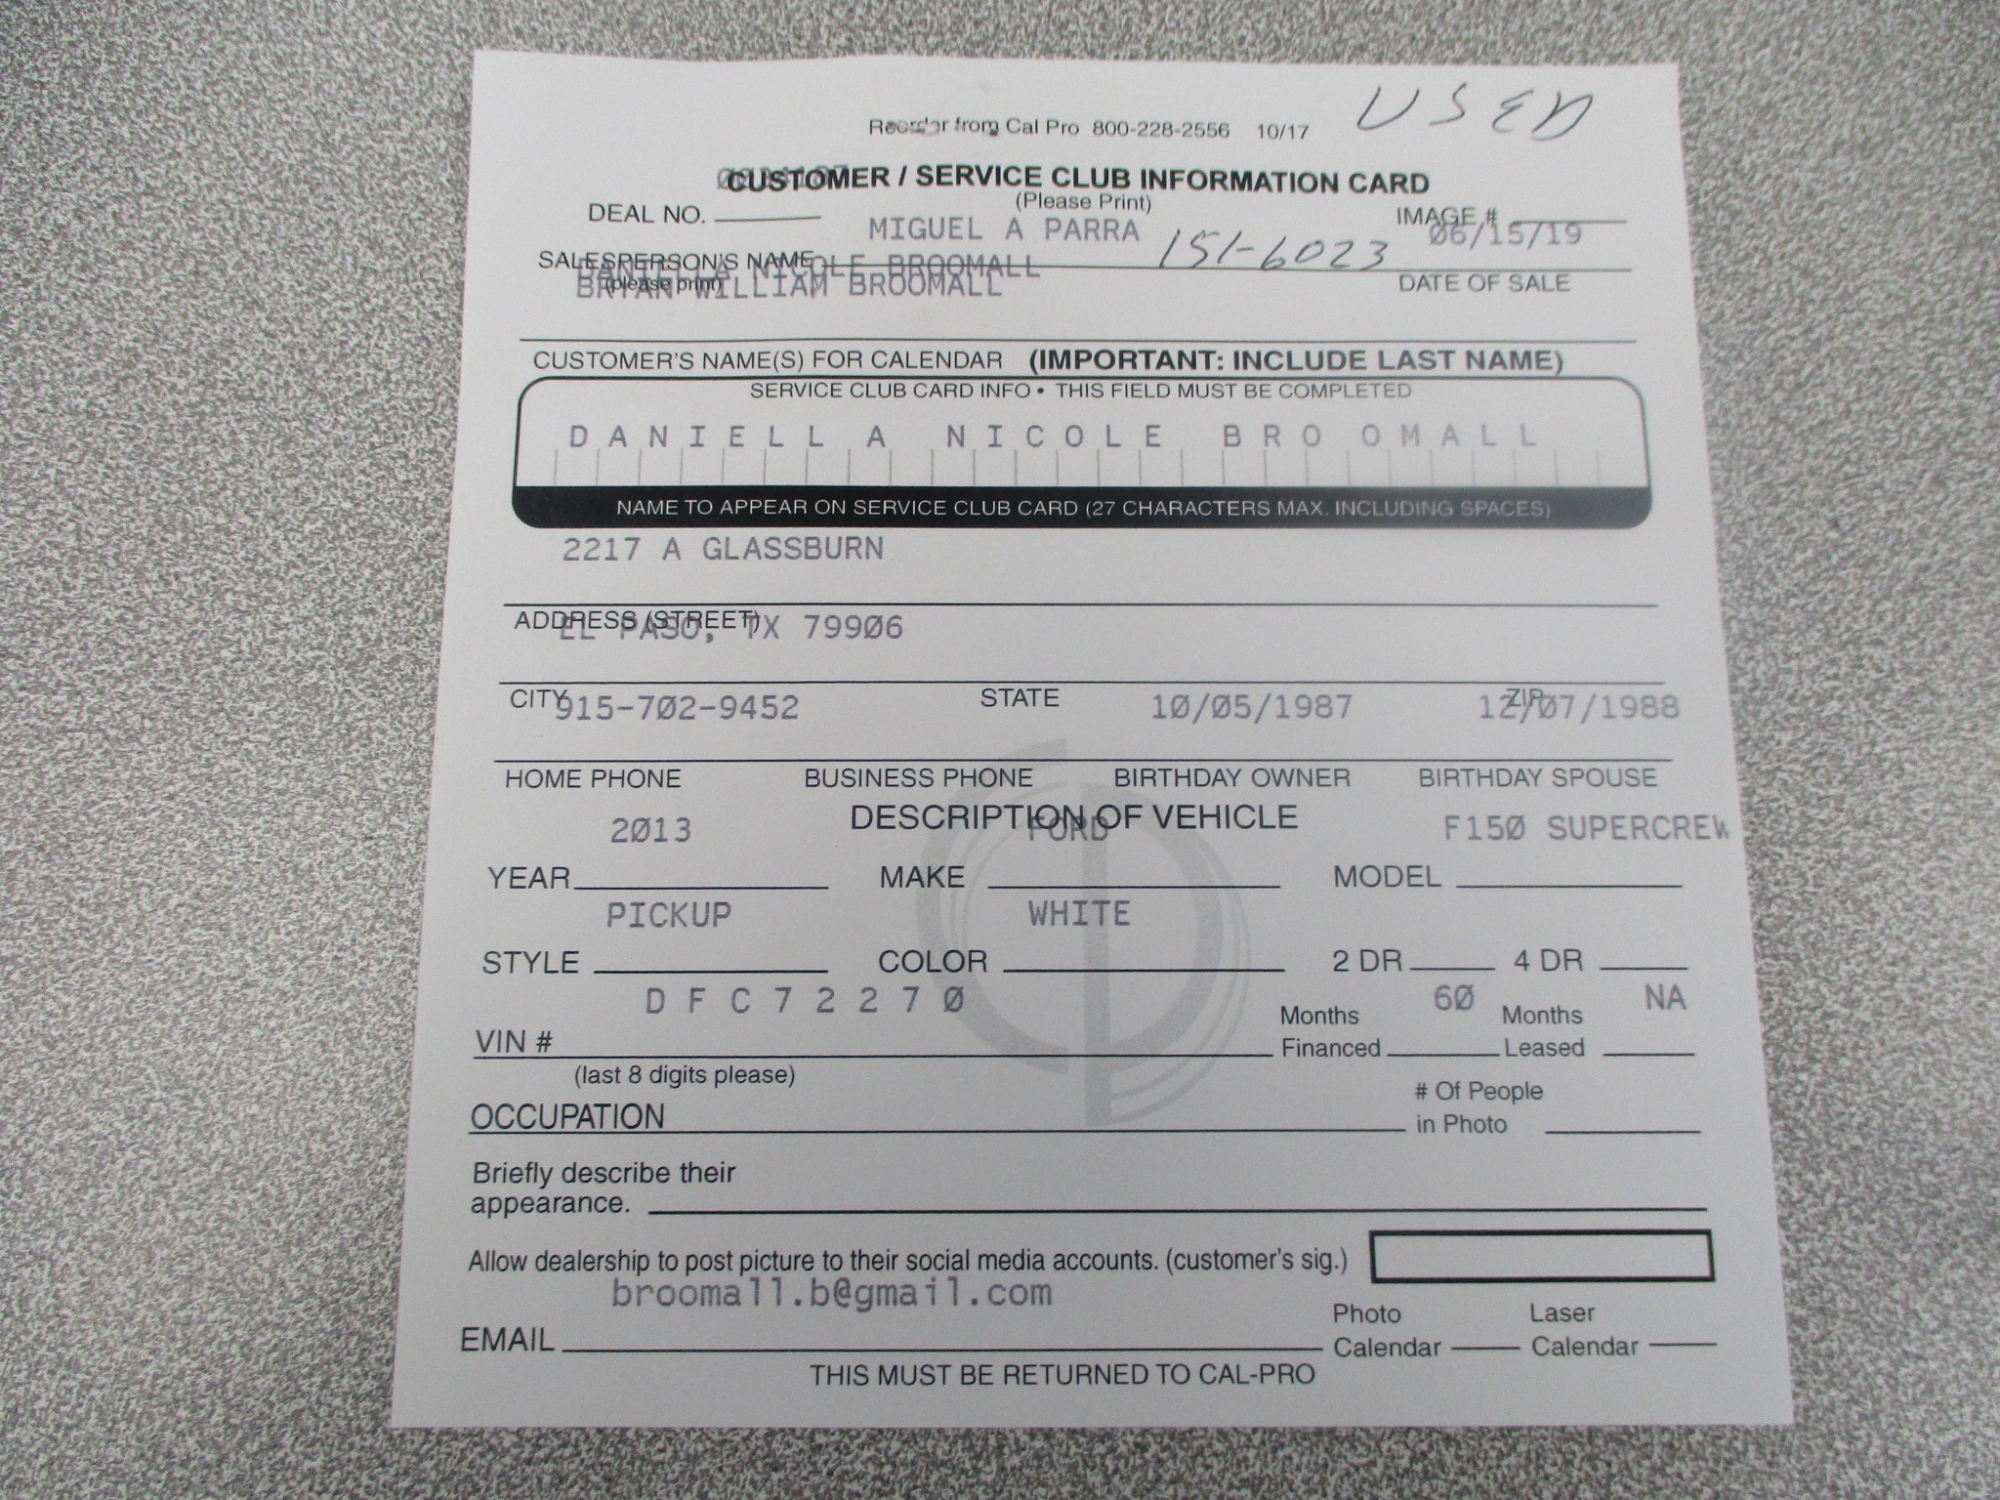 Reorder from Cal Pro 800-228-2556 10/17
USED
CUSTOMER / SERVICE CLUB INFORMATION CARD
(Please Print)
DEAL NO.
IMAGE #
MIGUEL A PARRA 151-6023 06/15/19
SALESPERSON'S NAME
DANIELLA NICOLE BROOMALL
(please print)
BRYAN WILLIAM BROOMALL
DATE OF SALE
CUSTOMER'S NAME(S) FOR CALENDAR (IMPORTANT: INCLUDE LAST NAME)
SERVICE CLUB CARD INFO • THIS FIELD MUST BE COMPLETED
DANIELLA NICOLE BROOMALL
NAME TO APPEAR ON SERVICE CLUB CARD (27 CHARACTERS MAX. INCLUDING SPACES)
2217 A GLASSBURN
ADDRESS (STREET)
EL PASO, TX 79906
CITY STATE ZIP
915-702-9452 10/05/1987 12/07/1988
HOME PHONE BUSINESS PHONE BIRTHDAY OWNER BIRTHDAY SPOUSE
DESCRIPTION OF VEHICLE
2013 FORD F150 SUPERCREW
YEAR MAKE MODEL
PICKUP WHITE
STYLE COLOR 2 DR 4 DR
DFC72270 60 NA
VIN # Months Financed Months Leased
(last 8 digits please)
OCCUPATION # Of People in Photo
Briefly describe their
appearance.
Allow dealership to post picture to their social media accounts. (customer's sig.)
broomall.b@gmail.com
EMAIL Photo Calendar Laser Calendar
THIS MUST BE RETURNED TO CAL-PRO